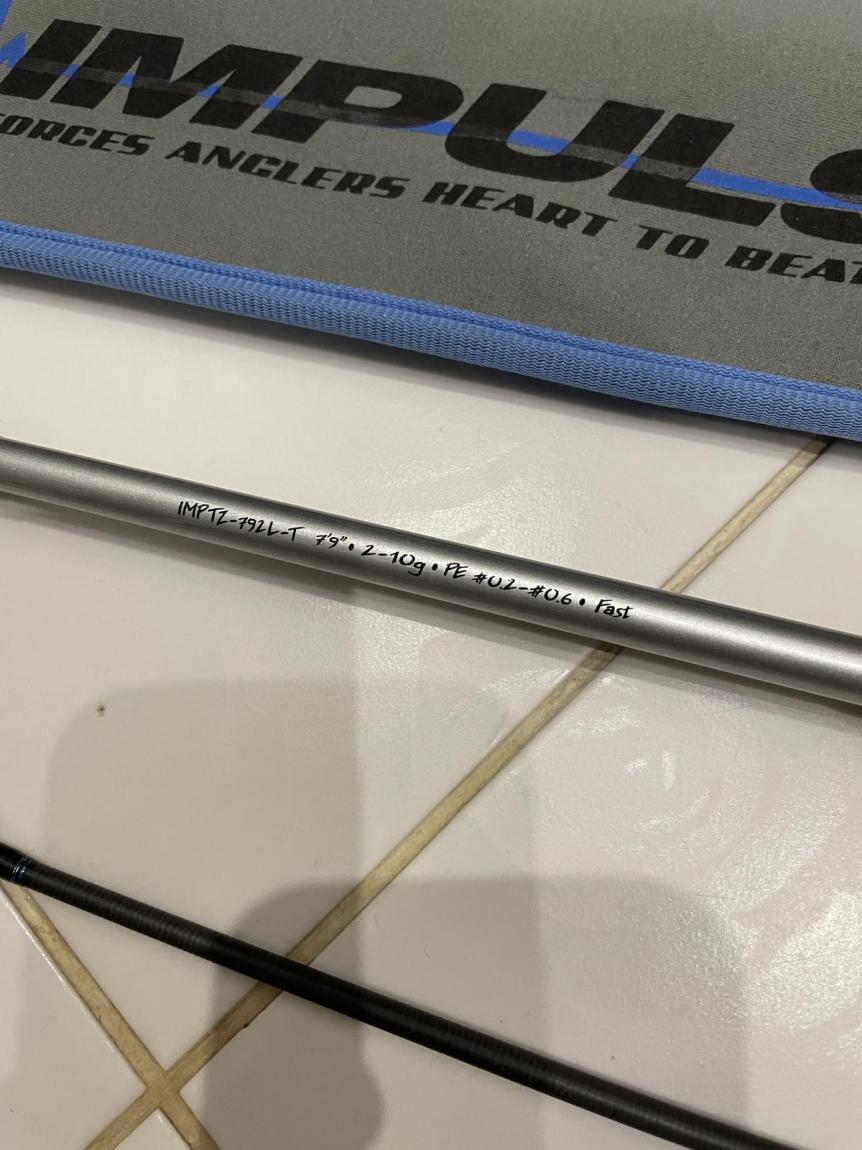 IMPULS
FORCES ANGLERS HEART TO BEAT
IMPTZ-792L-T 7'9" • 2-10g • PE #0.2-#0.6 • Fast